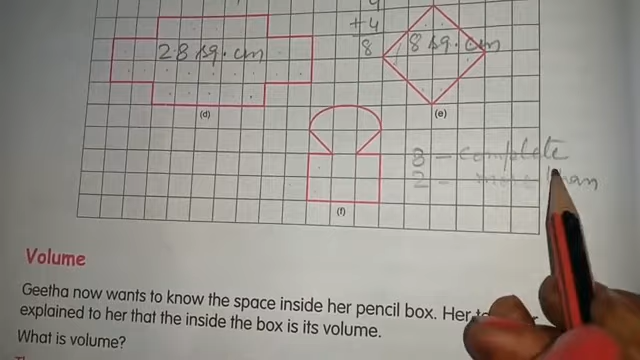 +4
8
28 sq. cm
8 sq. cm
(d)
(e)
8 - complete
2 - more than
(f)
Volume
Geetha now wants to know the space inside her pencil box. Her
explained to her that the inside the box is its volume.
What is volume?